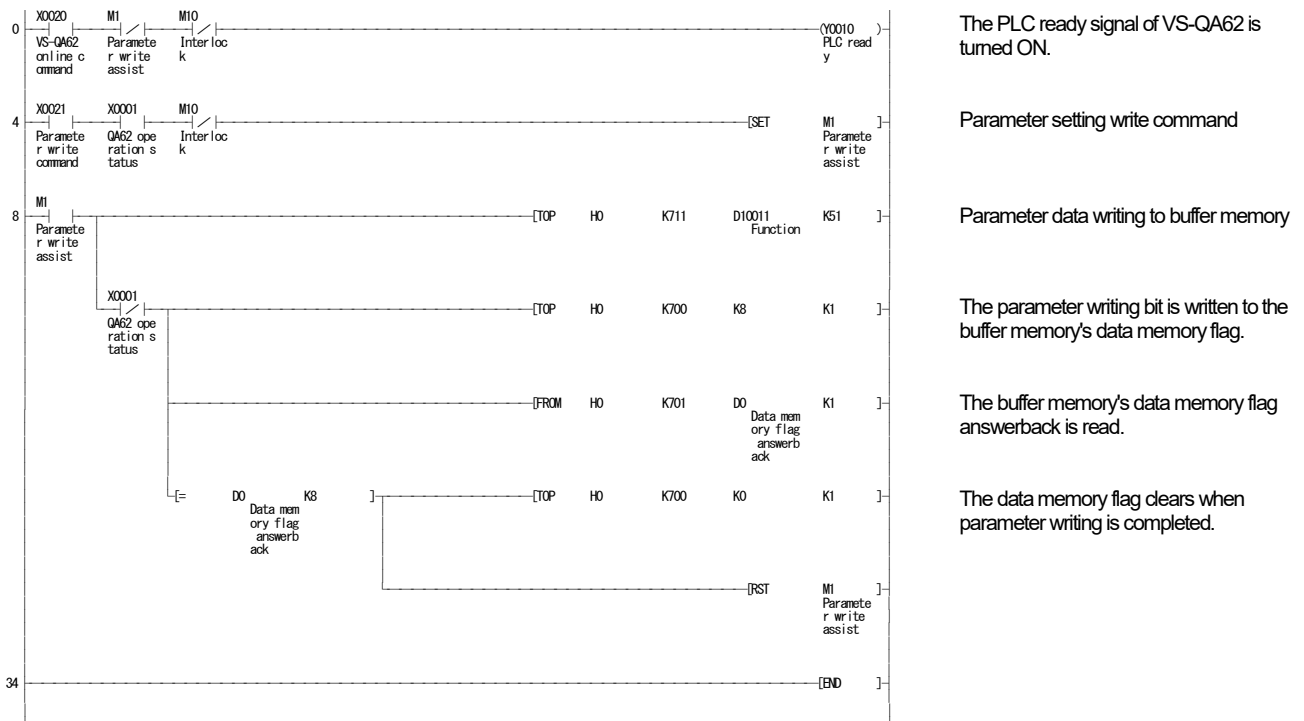 X0020 M1 M10
0 (Y0010 )
VS-QA62 Paramete Interloc PLC read
online c r write k y
ommand assist
The PLC ready signal of VS-QA62 is
turned ON.
X0021 X0001 M10
4 [SET M1 ]
Paramete QA62 ope Interloc Paramete
r write ration s k r write
command tatus assist
Parameter setting write command
M1
8 [TOP H0 K711 D10011 K51 ]
Paramete Function
r write
assist
Parameter data writing to buffer memory
X0001
[TOP H0 K700 K8 K1 ]
QA62 ope
ration s
tatus
The parameter writing bit is written to the
buffer memory's data memory flag.
[FROM H0 K701 D0 K1 ]
Data mem
ory flag
answerb
ack
The buffer memory's data memory flag
answerback is read.
[= D0 K8 ] [TOP H0 K700 K0 K1 ]
Data mem
ory flag
answerb
ack
The data memory flag clears when
parameter writing is completed.
[RST M1 ]
Paramete
r write
assist
34 [END ]